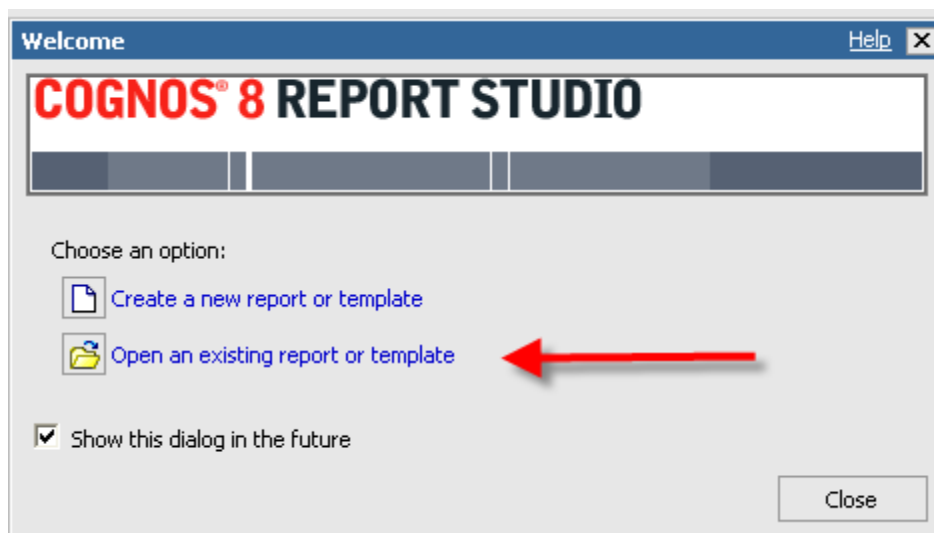 Welcome Help
COGNOS® 8 REPORT STUDIO
Choose an option:
Create a new report or template
Open an existing report or template
Show this dialog in the future
Close